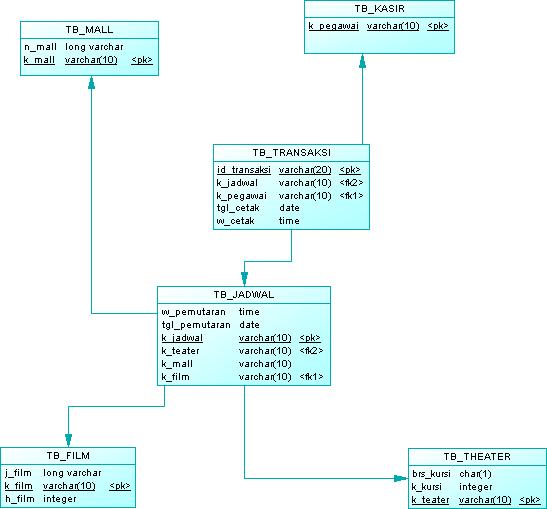 TB_KASIR
k_pegawai varchar(10) <pk>
TB_MALL
n_mall long varchar
k_mall varchar(10) <pk>
TB_TRANSAKSI
id_transaksi varchar(20) <pk>
k_jadwal varchar(10) <fk2>
k_pegawai varchar(10) <fk1>
tgl_cetak date
w_cetak time
TB_JADWAL
w_pemutaran time
tgl_pemutaran date
k_jadwal varchar(10) <pk>
k_teater varchar(10) <fk2>
k_mall varchar(10)
k_film varchar(10) <fk1>
TB_FILM
j_film long varchar
k_film varchar(10) <pk>
h_film integer
TB_THEATER
brs_kursi char(1)
k_kursi integer
k_teater varchar(10) <pk>